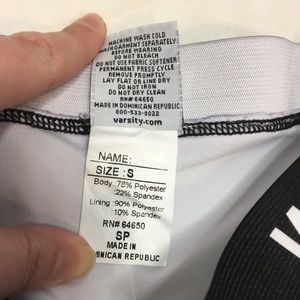 MACHINE WASH COLD
WASH GARMENT SEPARATELY
BEFORE WEARING
DO NOT BLEACH
DO NOT USE FABRIC SOFTENERS
PERMANENT PRESS CYCLE
REMOVE PROMPTLY
LAY FLAT OR LINE DRY
DO NOT IRON
DO NOT DRY CLEAN
RN# 64650
MADE IN DOMINICAN REPUBLIC
800-533-8022
varsity.com
NAME:
SIZE: S
Body :78% Polyester
:22% Spandex
Lining :90% Polyester
:10% Spandex
RN# 64650
SP
MADE IN
DOMINICAN REPUBLIC